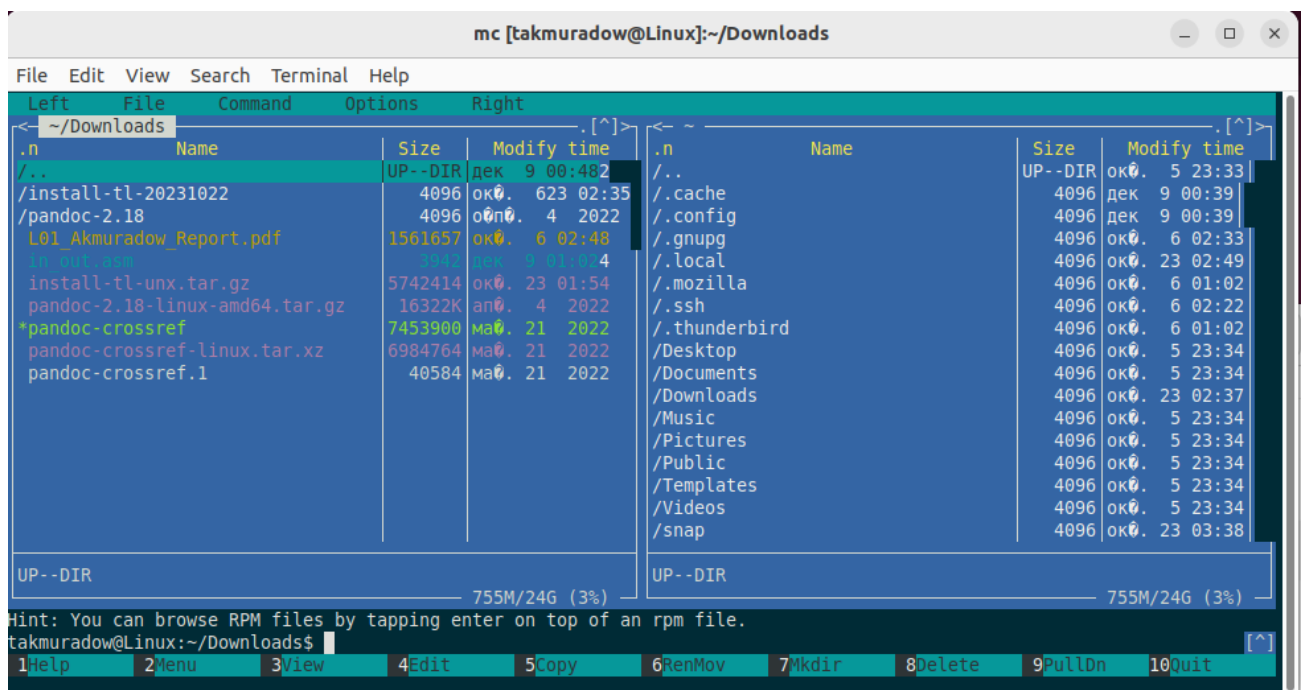 mc [takmuradow@Linux]:~/Downloads
File Edit View Search Terminal Help
Left File Command Options Right
<— ~/Downloads .[^]> <— ~ .[^]>
.n Name Size Modify time .n Name Size Modify time
/.. UP--DIR дек 9 00:482 /.. UP--DIR ок�. 5 23:33
/install-tl-20231022 4096 ок�. 623 02:35 /.cache 4096 дек 9 00:39
/pandoc-2.18 4096 о�п�. 4 2022 /.config 4096 дек 9 00:39
L01_Akmuradow_Report.pdf 1561657 ок�. 6 02:48 /.gnupg 4096 ок�. 6 02:33
in_out.asm 3942 дек 9 01:024 /.local 4096 ок�. 23 02:49
install-tl-unx.tar.gz 5742414 ок�. 23 01:54 /.mozilla 4096 ок�. 6 01:02
pandoc-2.18-linux-amd64.tar.gz 16322K ап�. 4 2022 /.ssh 4096 ок�. 6 02:22
*pandoc-crossref 7453900 ма�. 21 2022 /.thunderbird 4096 ок�. 6 01:02
pandoc-crossref-linux.tar.xz 6984764 ма�. 21 2022 /Desktop 4096 ок�. 5 23:34
pandoc-crossref.1 40584 ма�. 21 2022 /Documents 4096 ок�. 5 23:34
/Downloads 4096 ок�. 23 02:37
/Music 4096 ок�. 5 23:34
/Pictures 4096 ок�. 5 23:34
/Public 4096 ок�. 5 23:34
/Templates 4096 ок�. 5 23:34
/Videos 4096 ок�. 5 23:34
/snap 4096 ок�. 23 03:38
UP--DIR UP--DIR
755M/24G (3%) 755M/24G (3%)
Hint: You can browse RPM files by tapping enter on top of an rpm file.
takmuradow@Linux:~/Downloads$ [^]
1Help 2Menu 3View 4Edit 5Copy 6RenMov 7Mkdir 8Delete 9PullDn 10Quit